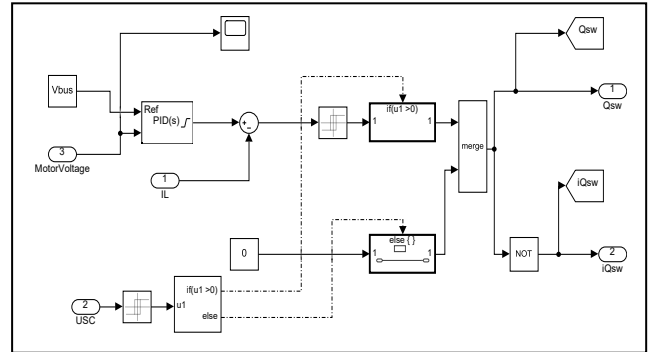 Qsw
Vbus
Ref
PID(s)
if(u1 >0)
1
1
1
Qsw
3
MotorVoltage
+
−
merge
1
IL
iQsw
else { }
0
1
1
NOT
2
iQsw
if(u1 >0)
2
USC
u1
else